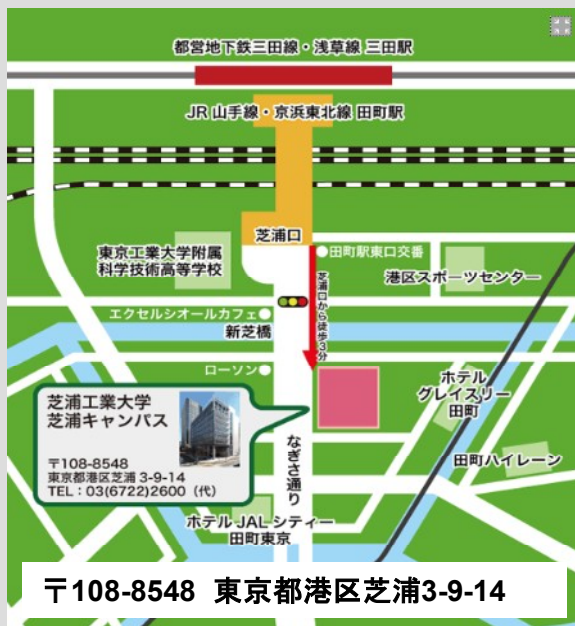 都営地下鉄三田線・浅草線 三田駅
JR 山手線・京浜東北線 田町駅
芝浦口
田町駅東口交番
東京工業大学附属
科学技術高等学校
港区スポーツセンター
芝浦口から徒歩3分
エクセルシオールカフェ
新芝橋
ローソン
ホテル
グレイスリー
田町
芝浦工業大学
芝浦キャンパス
〒108-8548
東京都港区芝浦 3-9-14
TEL：03(6722)2600（代）
なぎさ通り
田町ハイレーン
ホテル JAL シティー
田町東京
〒108-8548 東京都港区芝浦3-9-14